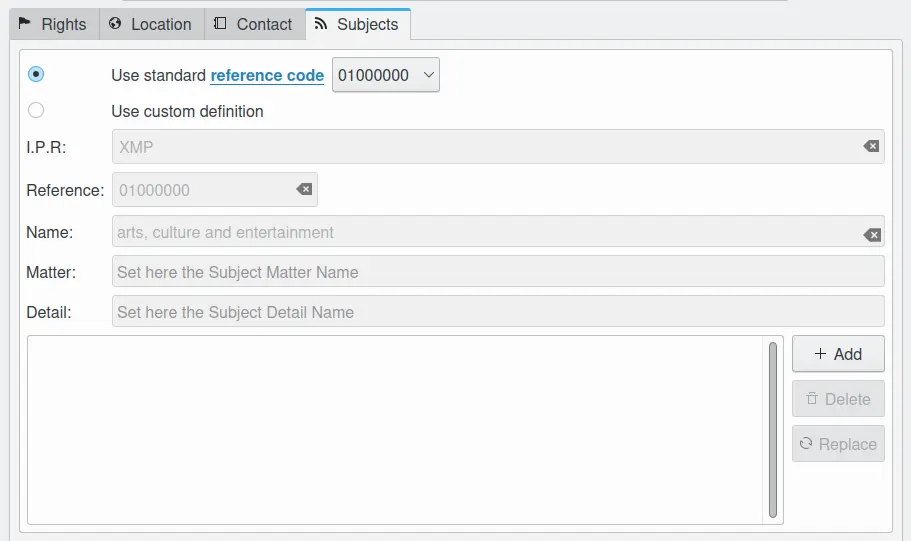 Rights Location Contact Subjects
Use standard reference code 01000000
Use custom definition
I.P.R: XMP
Reference: 01000000
Name: arts, culture and entertainment
Matter: Set here the Subject Matter Name
Detail: Set here the Subject Detail Name
+ Add
Delete
Replace